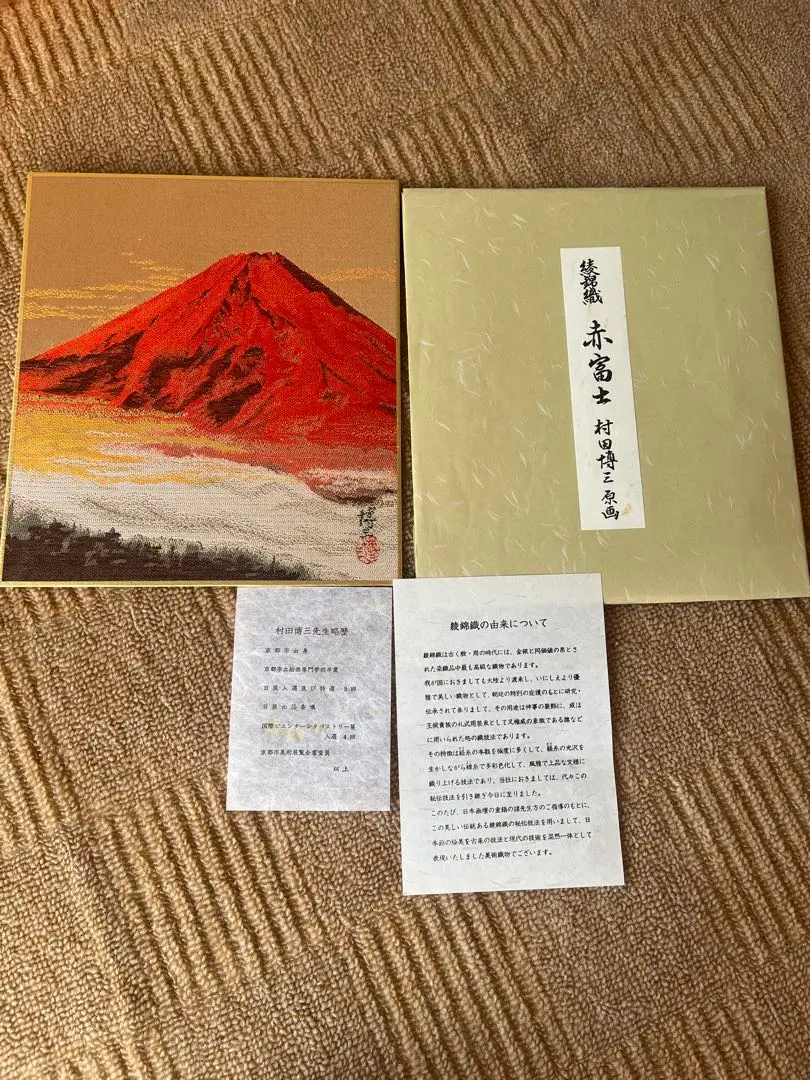 博三
綾錦織 赤富士 村田博三 原画
村田博三先生略歴
京都市出身
京都市立絵画専門学校卒業
日展入選及び特選 8回
日展出品委嘱
国際ビエンナーレタペストリー展
入選 4回
京都市美術展覧会審査員
以上
綾錦織の由来について
綾錦織は古く殷・周の時代には、金銀と同価値の帛とさ
れた染織品中最も高級な織物であります。
我が国におきましても大陸より渡来し、いにしえより優
雅で美しい織物として、朝廷の特別の庇護のもとに研究・
伝承されて参りまして、その用途は神事の装飾に、或は
王候貴族の礼式用装束として又権威の象徴である旗など
に用いられた処の織技法であります。
その特徴は経糸の本数を極度に多くして、経糸の光沢を
生かしながら緯糸で多彩色化して、風雅で上品な文様に
織り上げる技法であり、当社におきましては、代々この
秘伝技法を引き継ぎ今日に至りました。
このたび、日本画壇の重鎮の諸先生方のご指導のもとに、
この美しい伝統ある綾錦織の秘伝技法を用いまして、日
本画の優美を古来の技法と現代の技術を混然一体として
表現いたしました美術織物でございます。